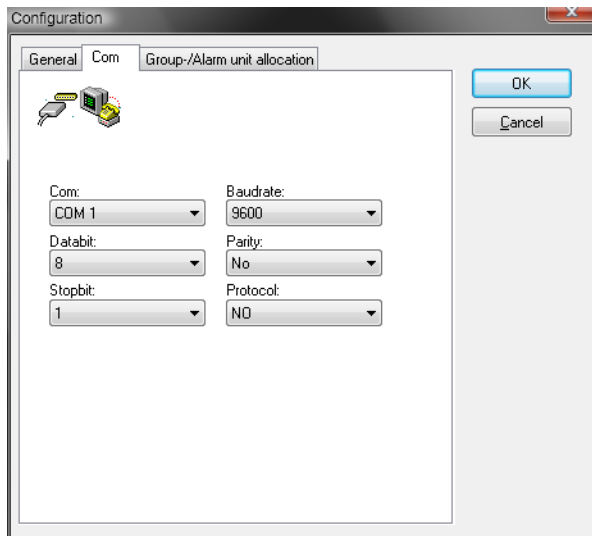 Configuration
General Com Group-/Alarm unit allocation
OK
Cancel
Com: Baudrate:
COM 1 9600
Databit: Parity:
8 No
Stopbit: Protocol:
1 NO